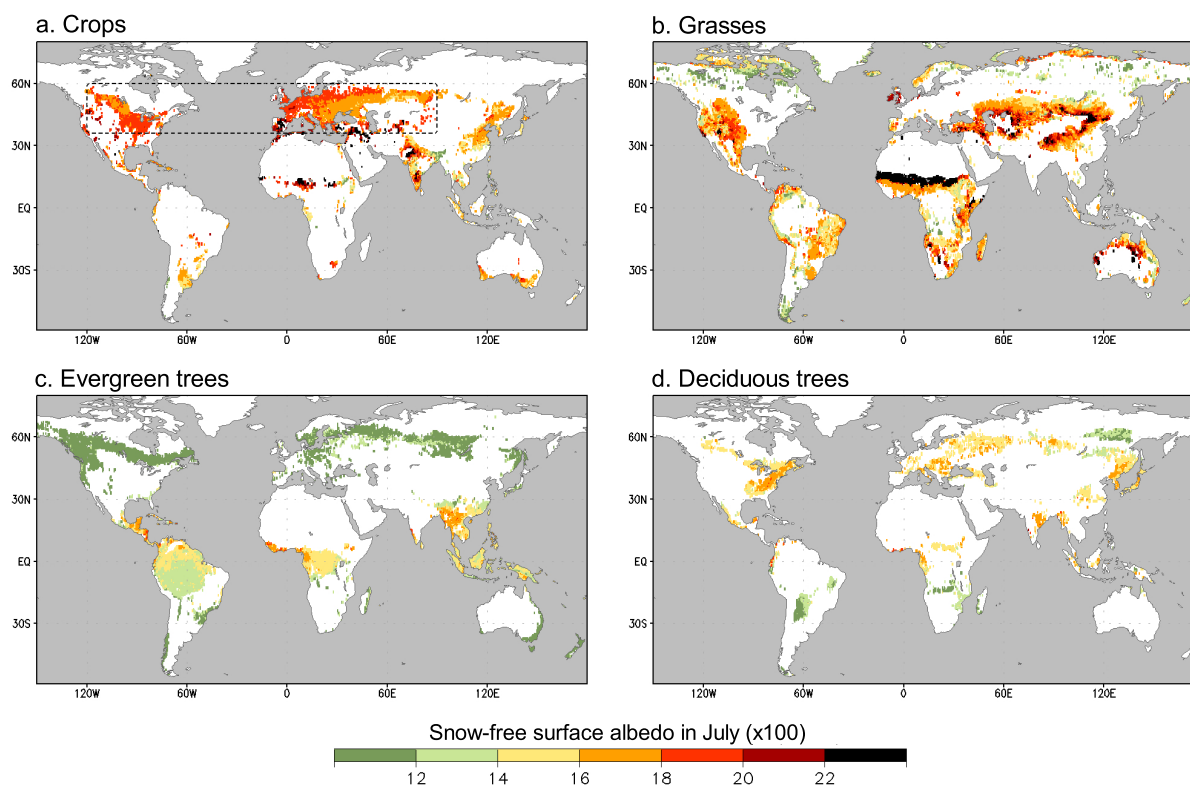 a. Crops
b. Grasses
60N
30N
EQ
30S
120W 60W 0 60E 120E
60N
30N
EQ
30S
120W 60W 0 60E 120E
c. Evergreen trees
d. Deciduous trees
60N
30N
EQ
30S
120W 60W 0 60E 120E
60N
30N
EQ
30S
120W 60W 0 60E 120E
Snow-free surface albedo in July (x100)
12 14 16 18 20 22